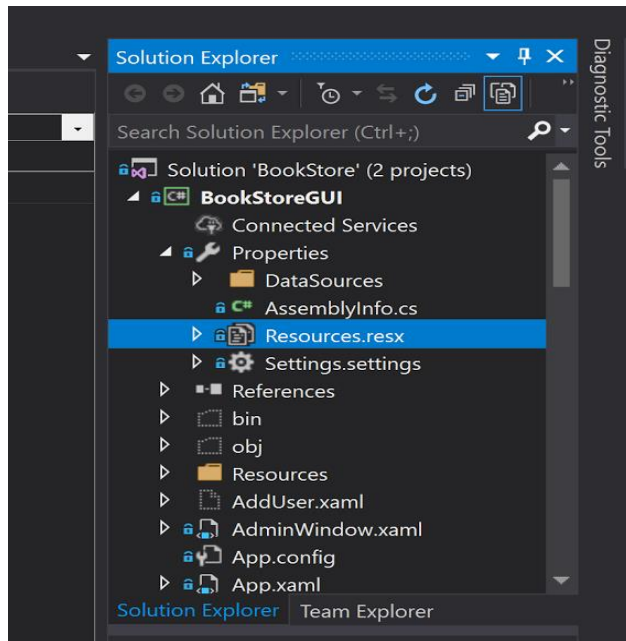 Solution Explorer
Search Solution Explorer (Ctrl+;)
Solution 'BookStore' (2 projects)
C# BookStoreGUI
Connected Services
Properties
DataSources
C# AssemblyInfo.cs
Resources.resx
Settings.settings
References
bin
obj
Resources
AddUser.xaml
AdminWindow.xaml
App.config
App.xaml
Solution Explorer Team Explorer
Diagnostic Tools